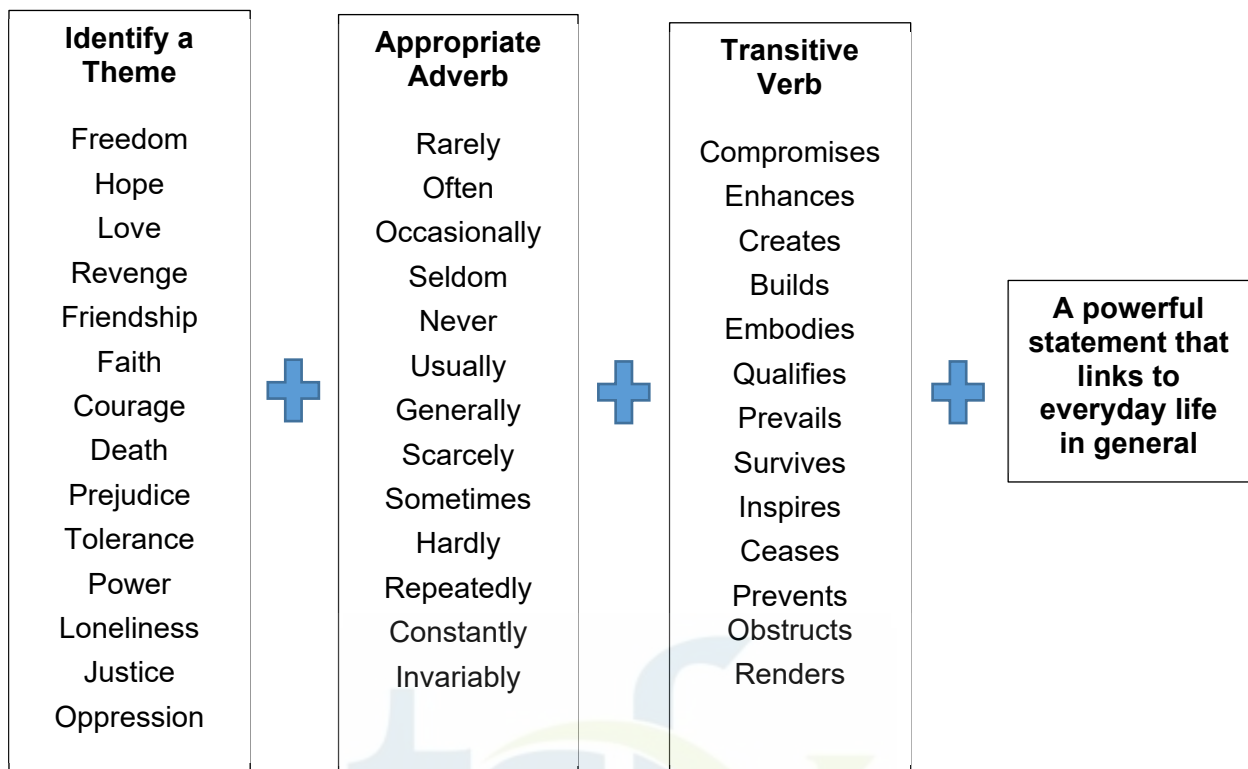 Identify a
Theme
Freedom
Hope
Love
Revenge
Friendship
Faith
Courage
Death
Prejudice
Tolerance
Power
Loneliness
Justice
Oppression
Appropriate
Adverb
Rarely
Often
Occasionally
Seldom
Never
Usually
Generally
Scarcely
Sometimes
Hardly
Repeatedly
Constantly
Invariably
Transitive
Verb
Compromises
Enhances
Creates
Builds
Embodies
Qualifies
Prevails
Survives
Inspires
Ceases
Prevents
Obstructs
Renders
A powerful
statement that
links to
everyday life
in general